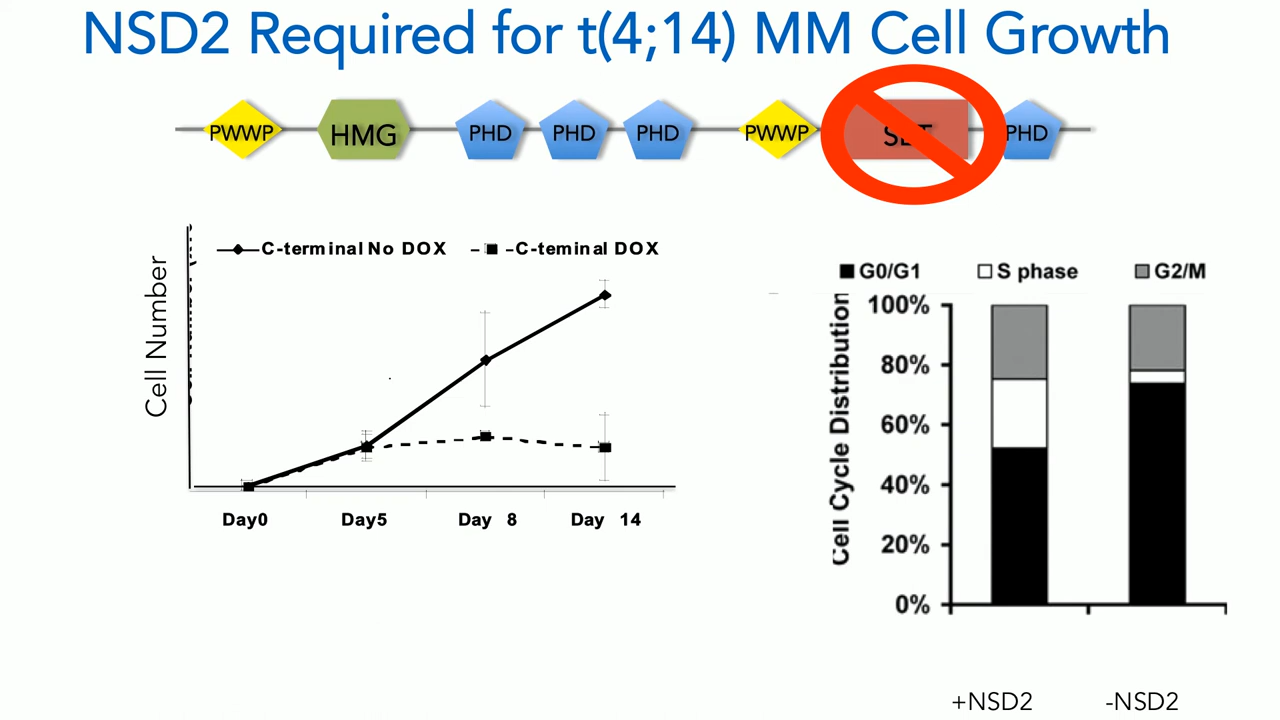 NSD2 Required for t(4;14) MM Cell Growth
PWWP HMG PHD PHD PHD PWWP SET PHD
C-terminal No DOX C-teminal DOX
Cell Number
Day0 Day5 Day 8 Day 14
G0/G1 S phase G2/M
Cell Cycle Distribution
100%
80%
60%
40%
20%
0%
+NSD2 -NSD2